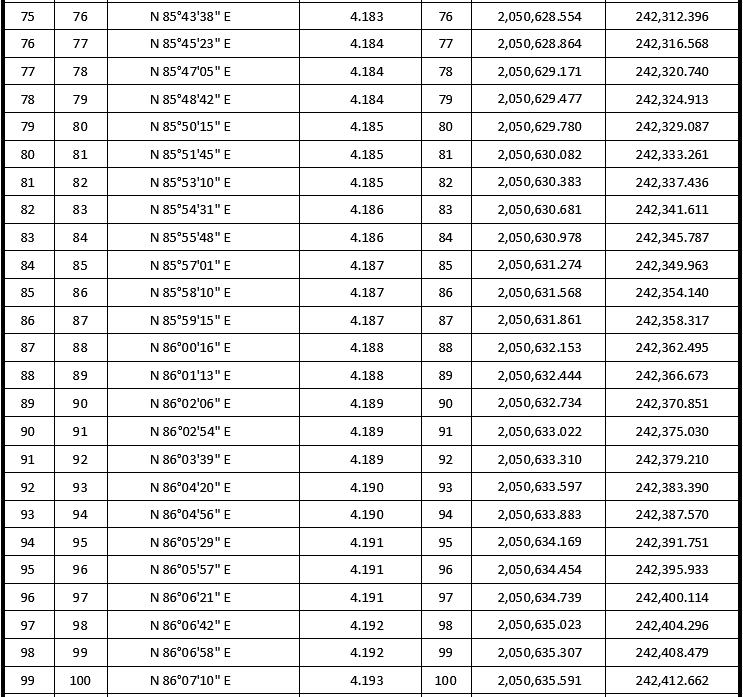 75 76 N 85°43'38" E 4.183 76 2,050,628.554 242,312.396
76 77 N 85°45'23" E 4.184 77 2,050,628.864 242,316.568
77 78 N 85°47'05" E 4.184 78 2,050,629.171 242,320.740
78 79 N 85°48'42" E 4.184 79 2,050,629.477 242,324.913
79 80 N 85°50'15" E 4.185 80 2,050,629.780 242,329.087
80 81 N 85°51'45" E 4.185 81 2,050,630.082 242,333.261
81 82 N 85°53'10" E 4.185 82 2,050,630.383 242,337.436
82 83 N 85°54'31" E 4.186 83 2,050,630.681 242,341.611
83 84 N 85°55'48" E 4.186 84 2,050,630.978 242,345.787
84 85 N 85°57'01" E 4.187 85 2,050,631.274 242,349.963
85 86 N 85°58'10" E 4.187 86 2,050,631.568 242,354.140
86 87 N 85°59'15" E 4.187 87 2,050,631.861 242,358.317
87 88 N 86°00'16" E 4.188 88 2,050,632.153 242,362.495
88 89 N 86°01'13" E 4.188 89 2,050,632.444 242,366.673
89 90 N 86°02'06" E 4.189 90 2,050,632.734 242,370.851
90 91 N 86°02'54" E 4.189 91 2,050,633.022 242,375.030
91 92 N 86°03'39" E 4.189 92 2,050,633.310 242,379.210
92 93 N 86°04'20" E 4.190 93 2,050,633.597 242,383.390
93 94 N 86°04'56" E 4.190 94 2,050,633.883 242,387.570
94 95 N 86°05'29" E 4.191 95 2,050,634.169 242,391.751
95 96 N 86°05'57" E 4.191 96 2,050,634.454 242,395.933
96 97 N 86°06'21" E 4.191 97 2,050,634.739 242,400.114
97 98 N 86°06'42" E 4.192 98 2,050,635.023 242,404.296
98 99 N 86°06'58" E 4.192 99 2,050,635.307 242,408.479
99 100 N 86°07'10" E 4.193 100 2,050,635.591 242,412.662